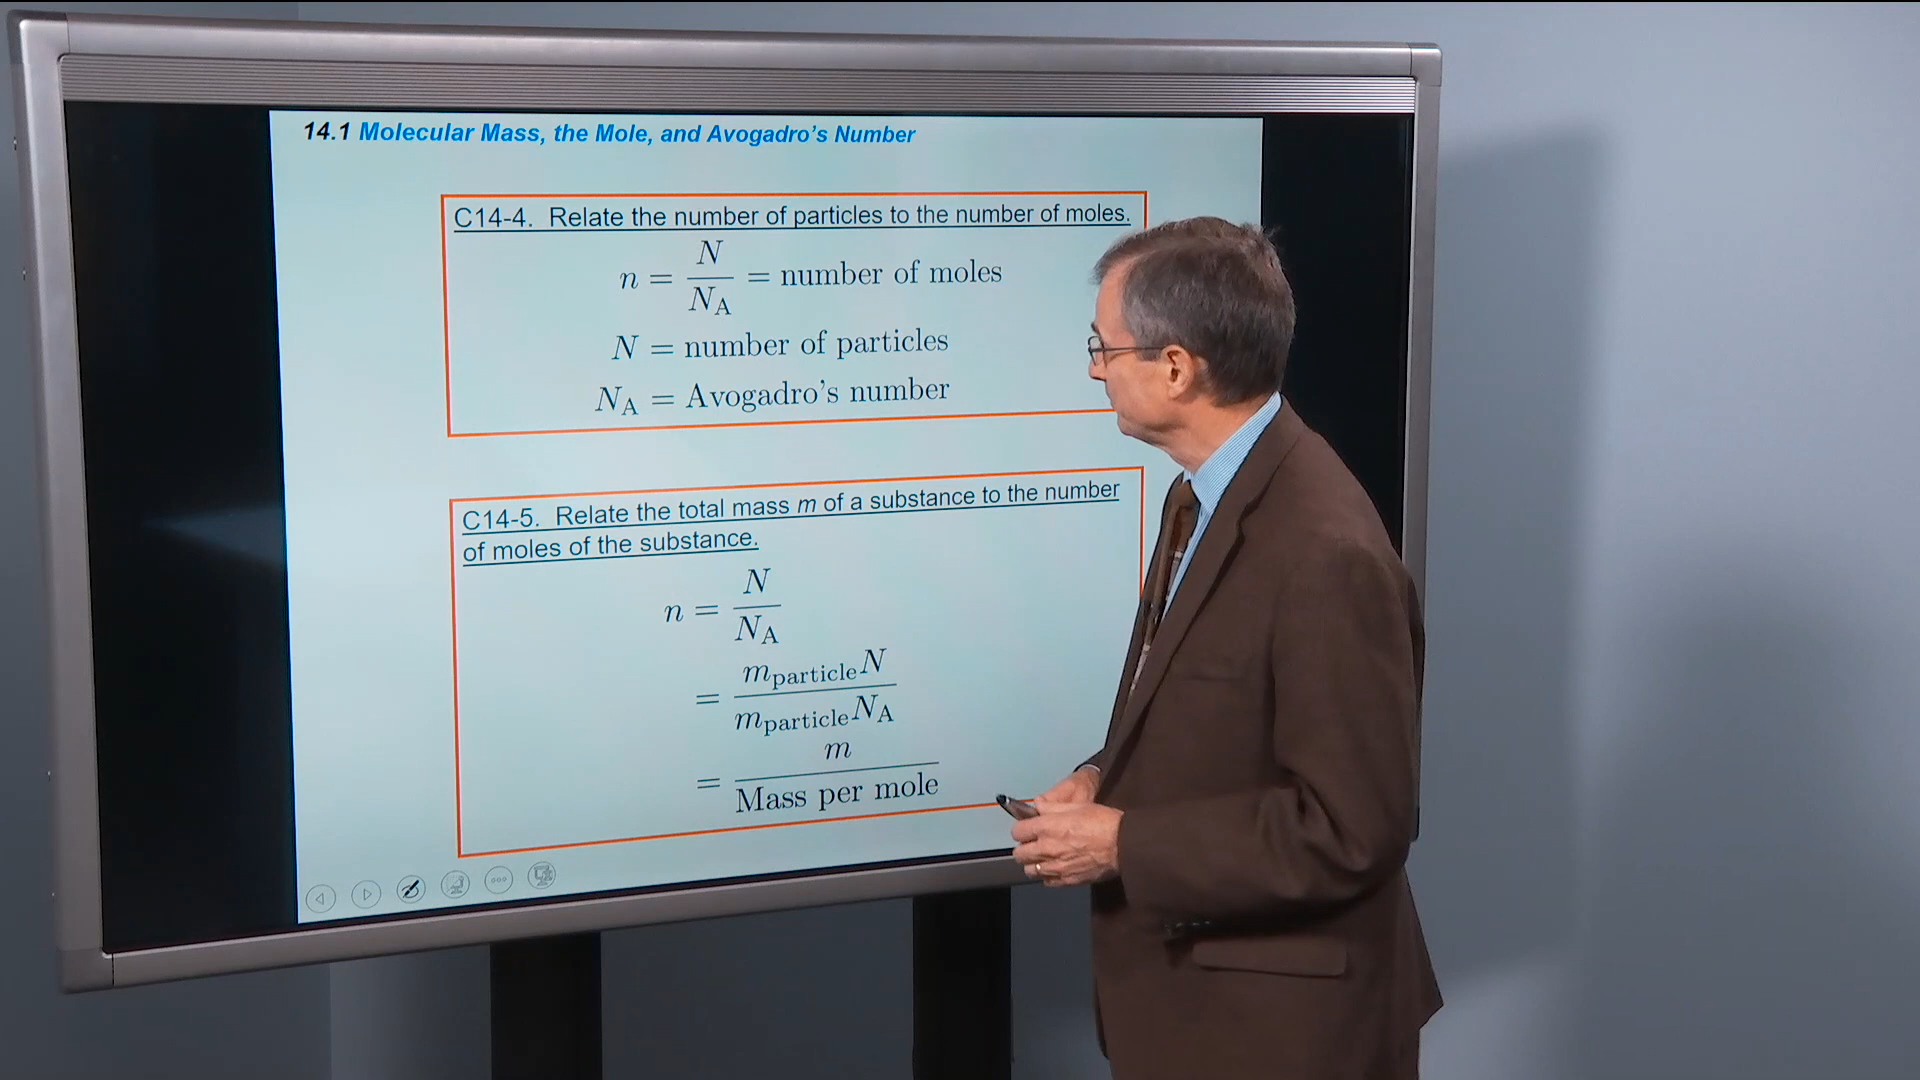 14.1 Molecular Mass, the Mole, and Avogadro's Number
C14-4. Relate the number of particles to the number of moles.
n = N/N_A = number of moles
N = number of particles
N_A = Avogadro's number
C14-5. Relate the total mass m of a substance to the number
of moles of the substance.
n = N/N_A
= m_particle N / m_particle N_A
= m / Mass per mole